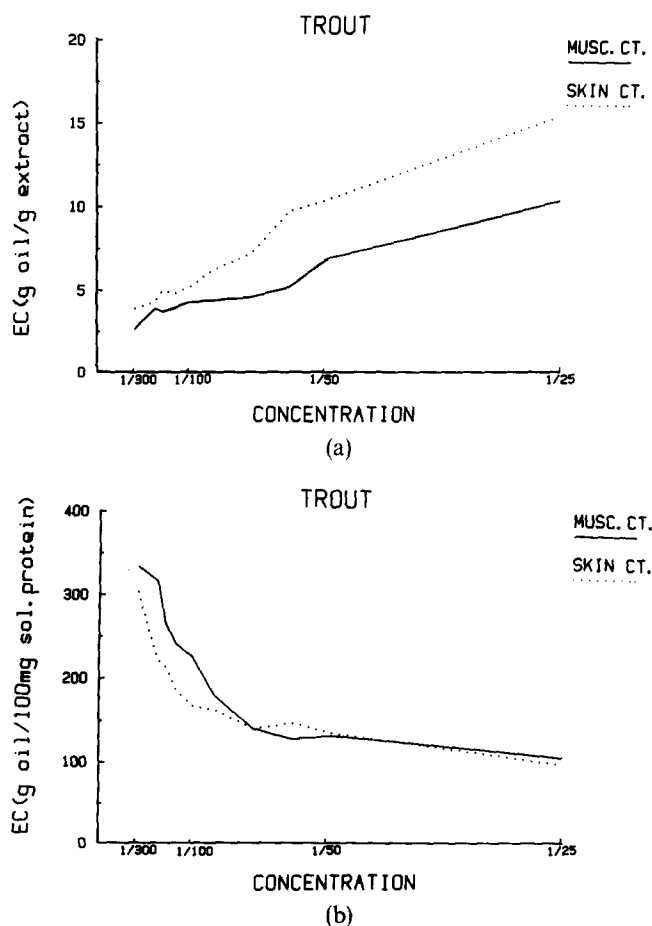 TROUT
MUSC. CT.
SKIN CT.
20
15
10
5
0
EC(g oil/g extract)
1/300 1/100 1/50 1/25
CONCENTRATION
(a)
TROUT
MUSC. CT.
SKIN CT.
400
300
200
100
0
EC(g oil/100mg sol.protein)
1/300 1/100 1/50 1/25
CONCENTRATION
(b)